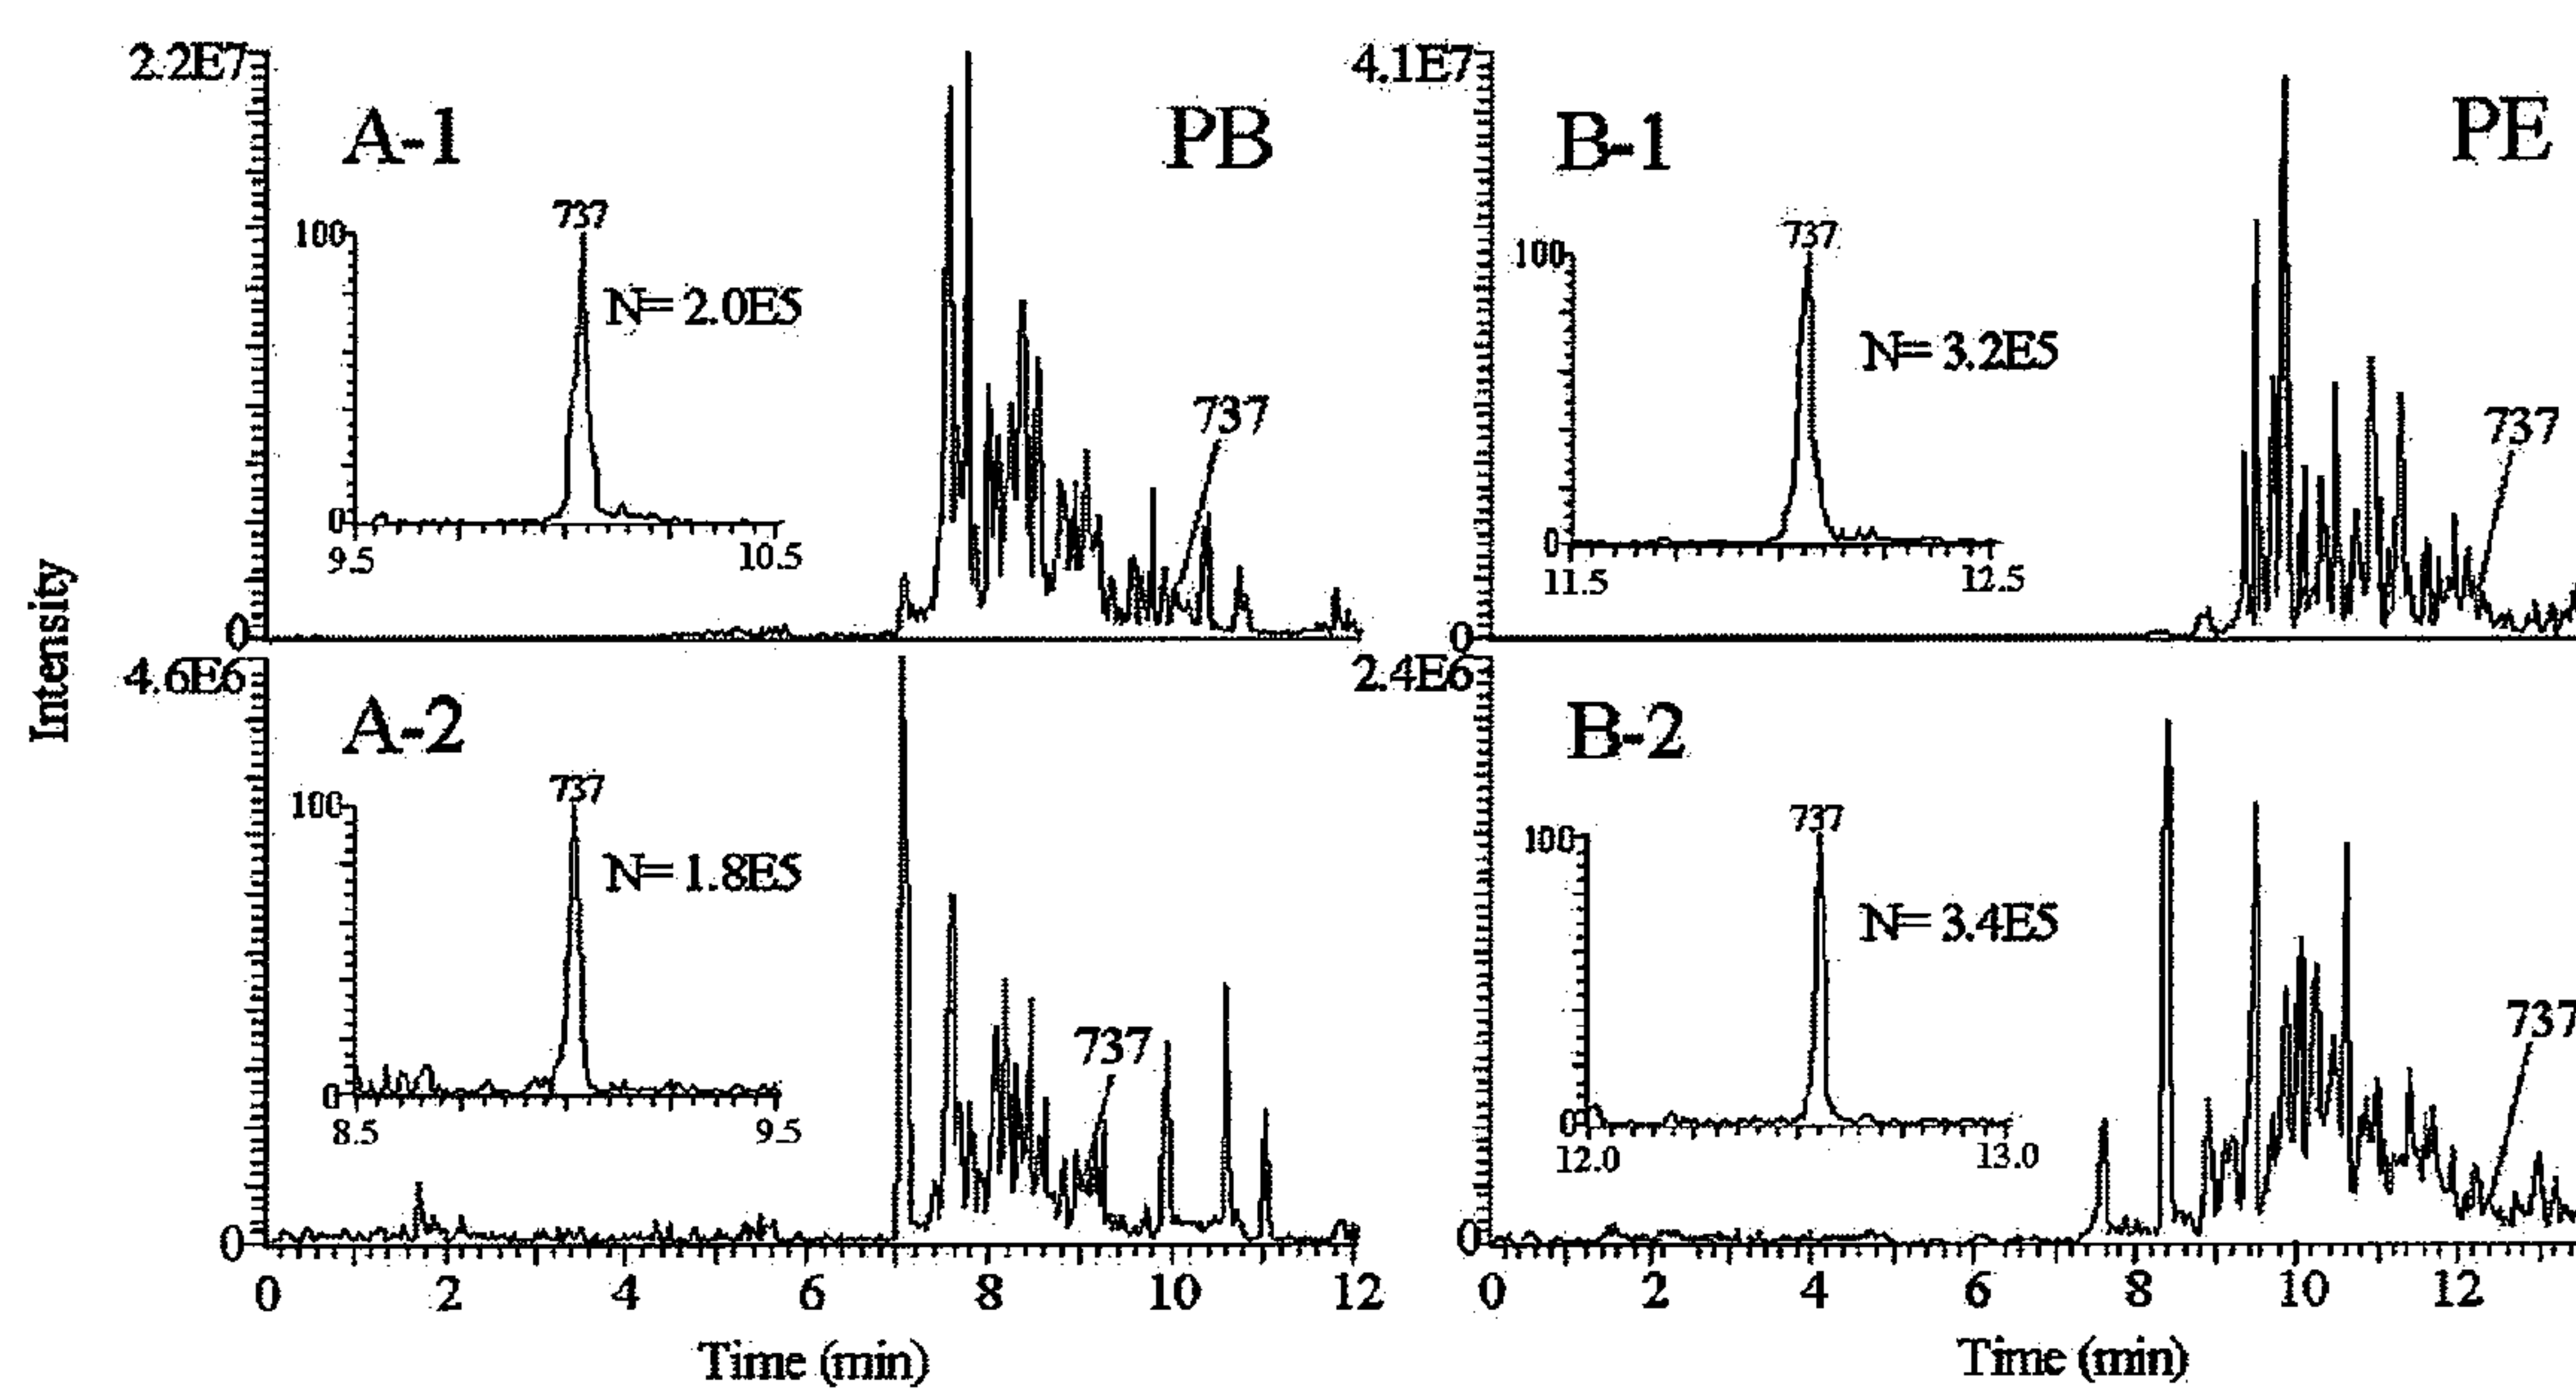 Intensity
2.2E7
A-1
PB
737
100
N= 2.0E5
0
9.5
10.5
737
0
4.1E7
B-1
PE
737
100
N= 3.2E5
0
11.5
12.5
737
0
4.6E6
A-2
737
100
N= 1.8E5
0
8.5
9.5
737
0
2.4E6
B-2
737
100
N= 3.4E5
0
12.0
13.0
737
0
0 2 4 6 8 10 12
Time (min)
0 2 4 6 8 10 12
Time (min)